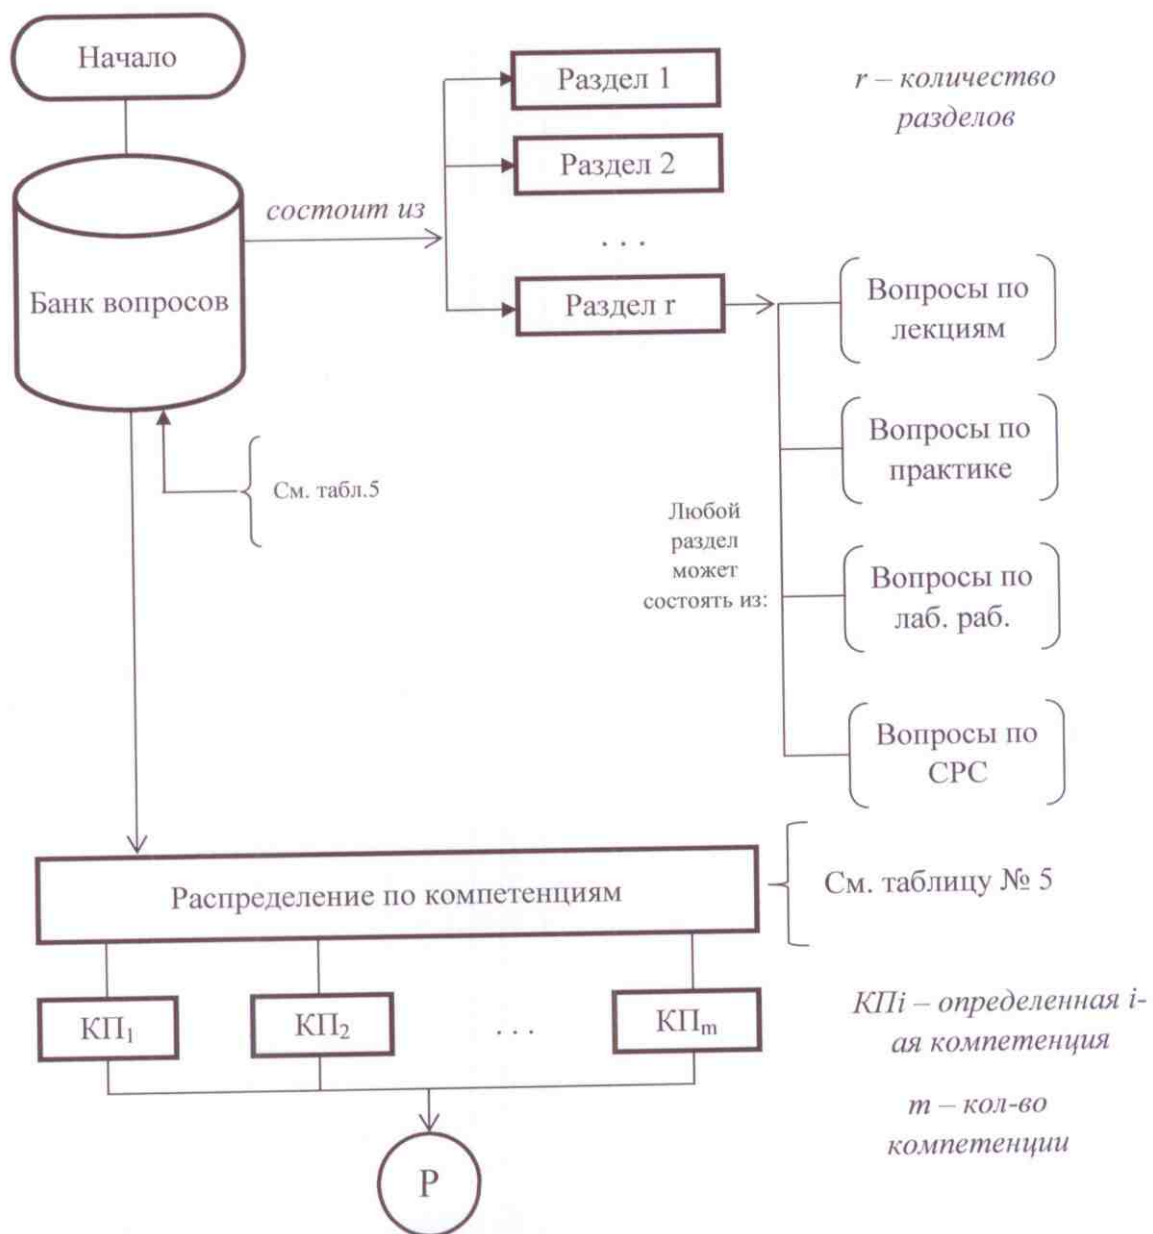 Начало
Раздел 1
r – количество
разделов
Раздел 2
состоит из
. . .
Банк вопросов
Раздел r
Вопросы по
лекциям
Вопросы по
практике
См. табл.5
Любой
раздел
может
состоять из:
Вопросы по
лаб. раб.
Вопросы по
СРС
Распределение по компетенциям
См. таблицу № 5
КП1
КП2
. . .
КПm
КПi – определенная i-
ая компетенция
m – кол-во
компетенции
Р